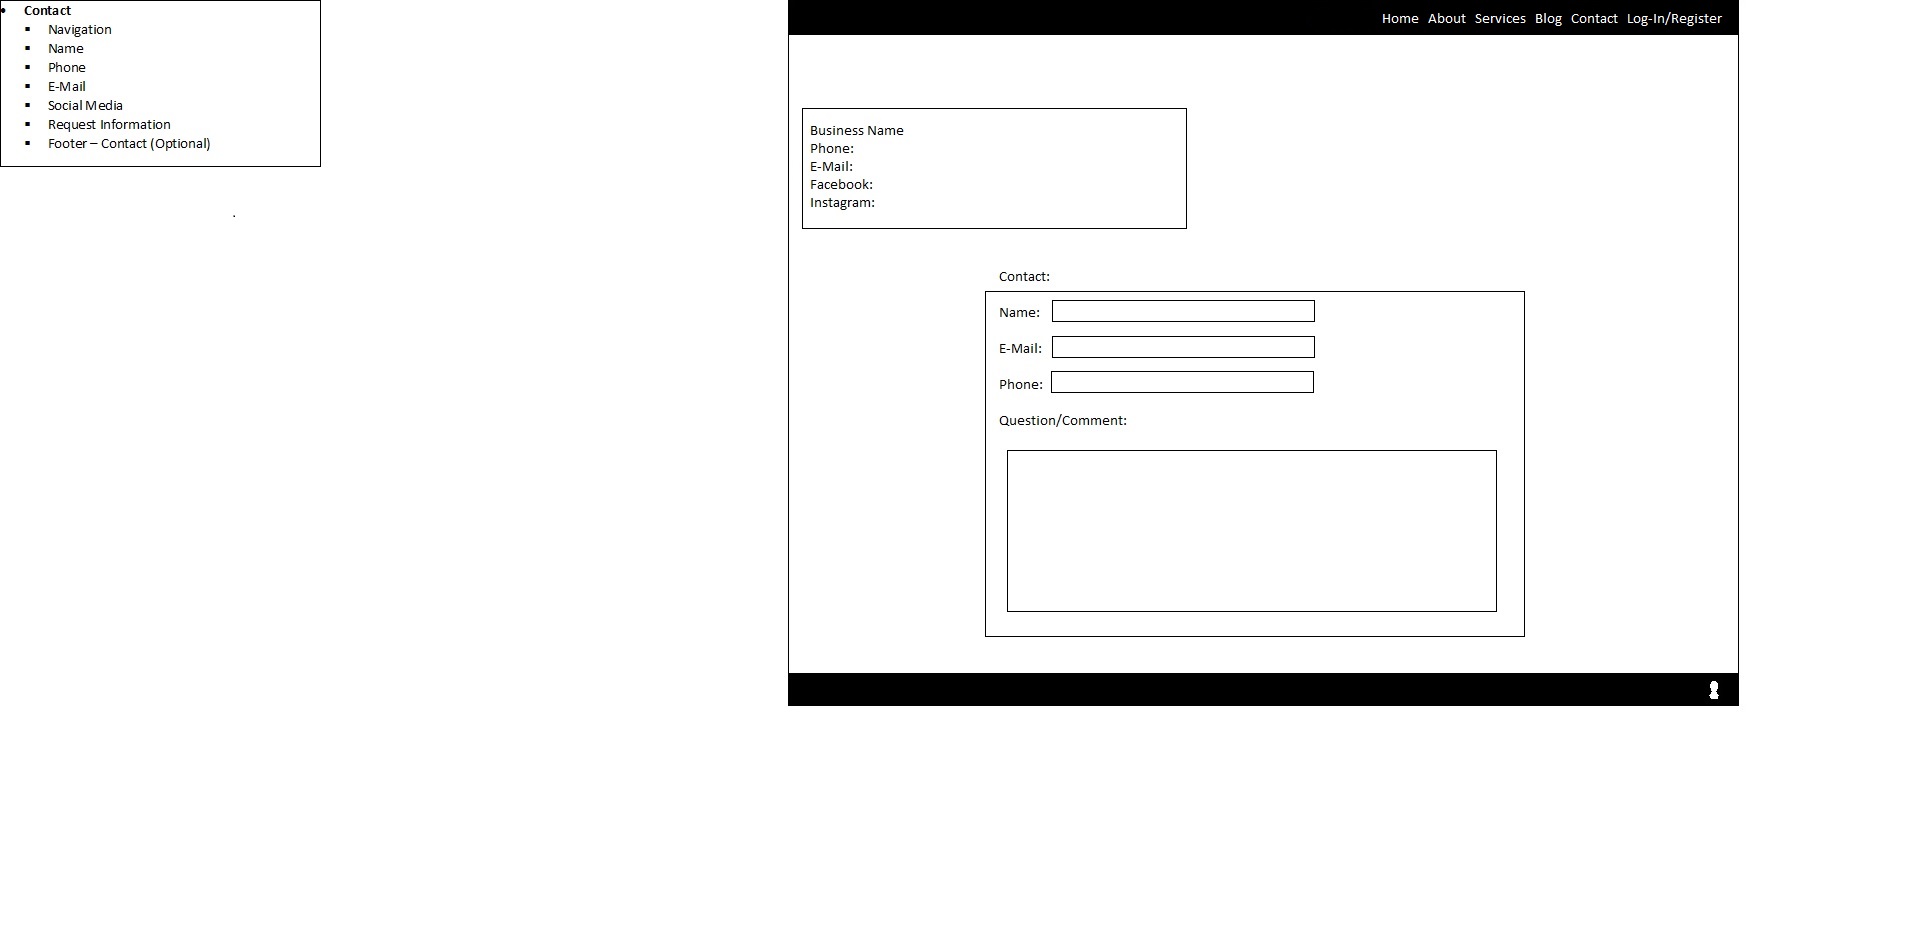 Contact
Navigation
Name
Phone
E-Mail
Social Media
Request Information
Footer – Contact (Optional)
.
Home About Services Blog Contact Log-In/Register
Business Name
Phone:
E-Mail:
Facebook:
Instagram:
Contact:
Name:
E-Mail:
Phone:
Question/Comment: